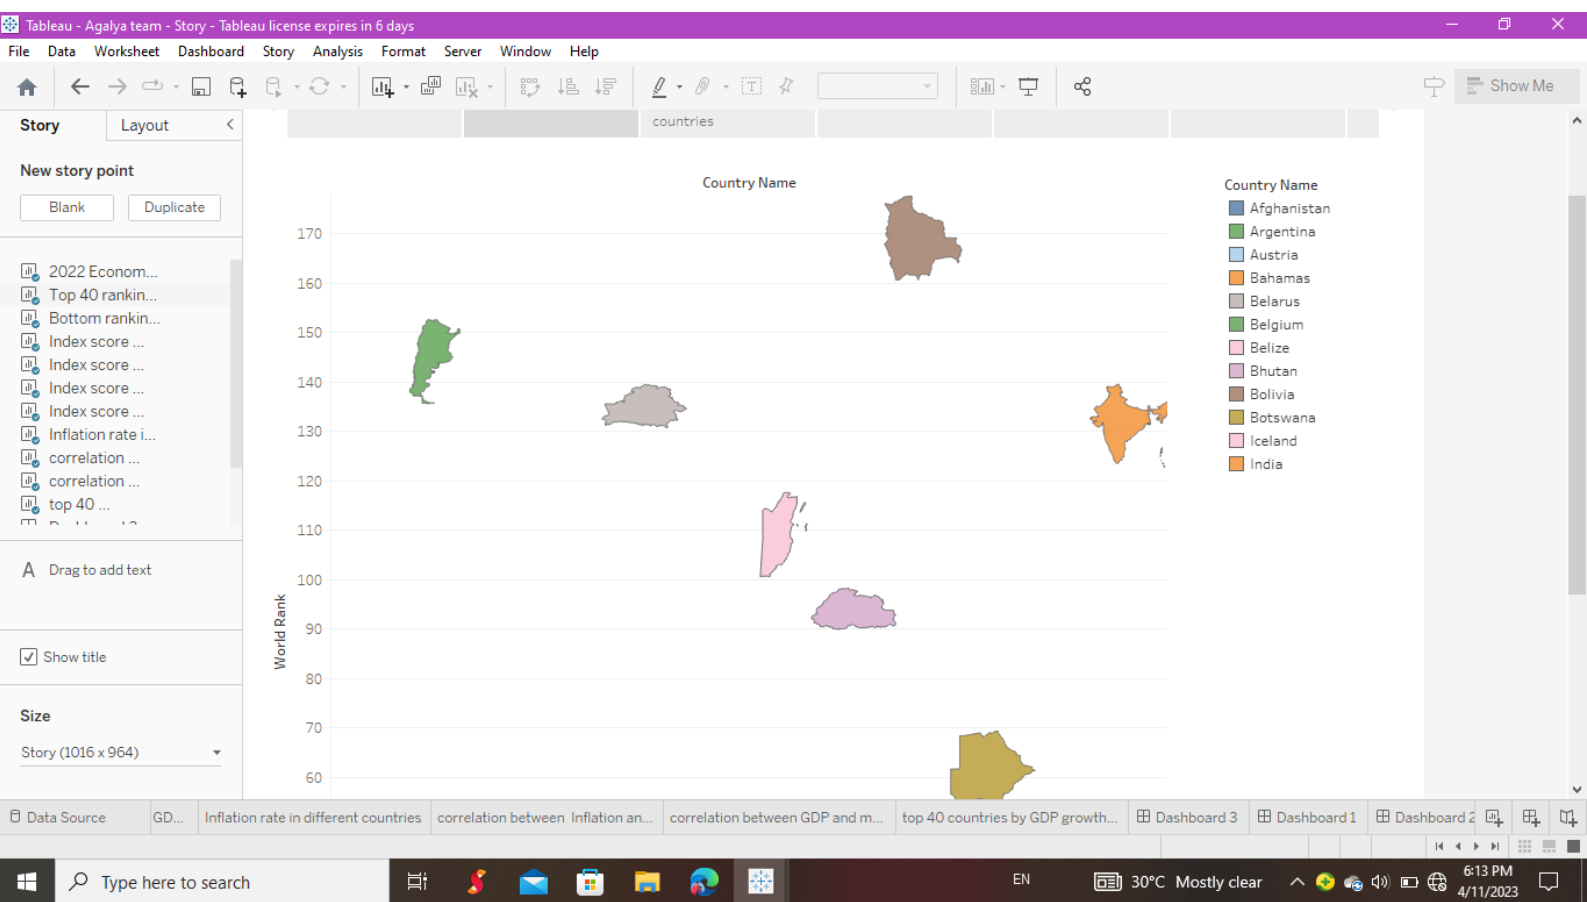 Tableau - Agalya team - Story - Tableau license expires in 6 days
File Data Worksheet Dashboard Story Analysis Format Server Window Help
Show Me
Story Layout
countries
New story point
Blank Duplicate
2022 Econom...
Top 40 rankin...
Bottom rankin...
Index score ...
Index score ...
Index score ...
Index score ...
Inflation rate i...
correlation ...
correlation ...
top 40 ...
A Drag to add text
Show title
Size
Story (1016 x 964)
Country Name
World Rank
170
160
150
140
130
120
110
100
90
80
70
60
Country Name
Afghanistan
Argentina
Austria
Bahamas
Belarus
Belgium
Belize
Bhutan
Bolivia
Botswana
Iceland
India
Data Source GD... Inflation rate in different countries correlation between Inflation an... correlation between GDP and m... top 40 countries by GDP growth... Dashboard 3 Dashboard 1 Dashboard 2
Type here to search
EN
30°C Mostly clear
6:13 PM
4/11/2023